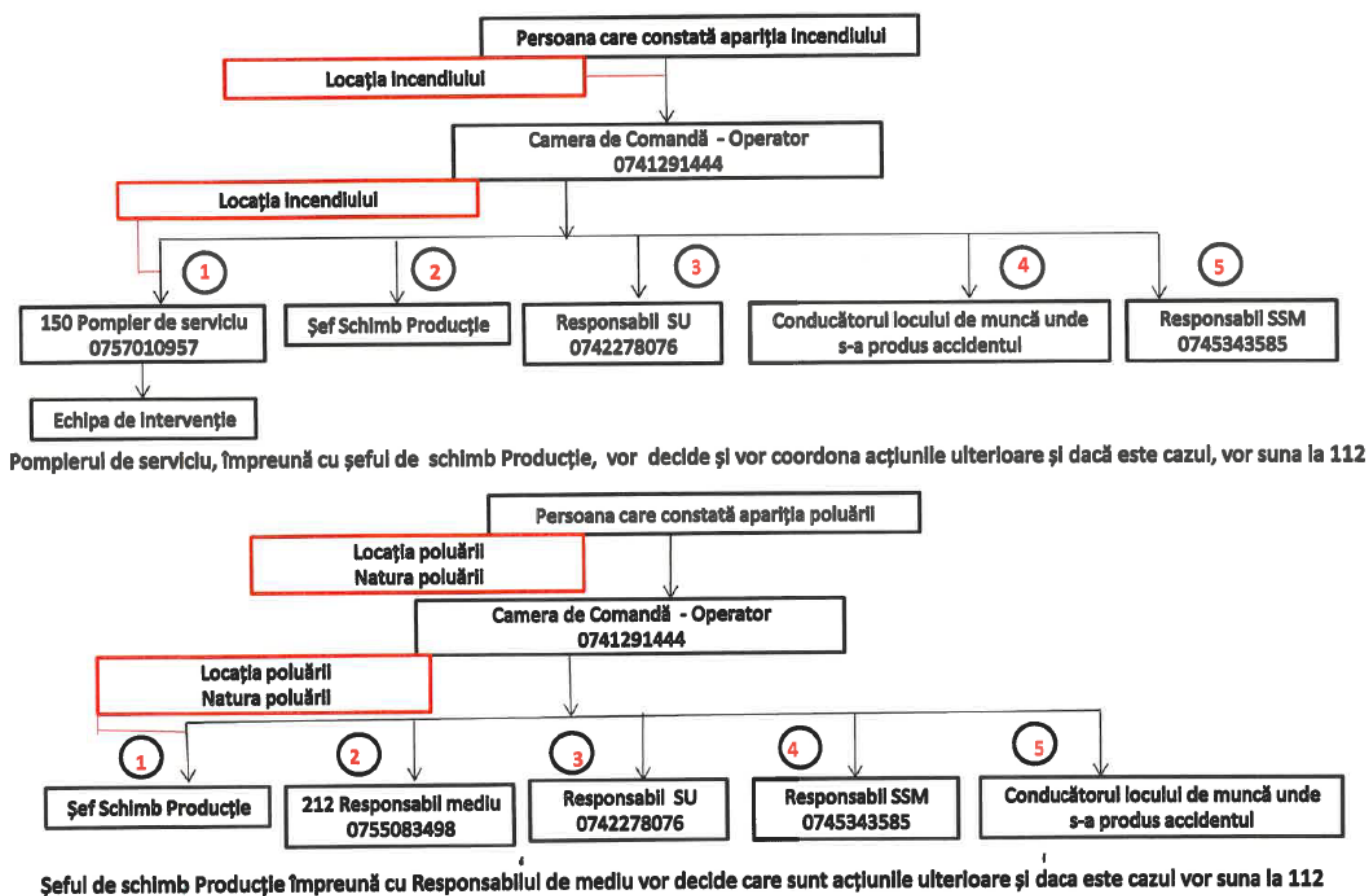 Persoana care constată apariția incendiului
Locația incendiului
Camera de Comandă - Operator
0741291444
Locația incendiului
1
2
3
4
5
150 Pompier de serviciu
0757010957
Șef Schimb Producție
Responsabil SU
0742278076
Conducătorul locului de muncă unde
s-a produs accidentul
Responsabil SSM
0745343585
Echipa de intervenție
Pompierul de serviciu, împreună cu șeful de schimb Producție, vor decide și vor coordona acțiunile ulterioare și dacă este cazul, vor suna la 112
Persoana care constată apariția poluării
Locația poluării
Natura poluării
Camera de Comandă - Operator
0741291444
Locația poluării
Natura poluării
1
2
3
4
5
Șef Schimb Producție
212 Responsabil mediu
0755083498
Responsabil SU
0742278076
Responsabil SSM
0745343585
Conducătorul locului de muncă unde
s-a produs accidentul
Șeful de schimb Producție împreună cu Responsabilul de mediu vor decide care sunt acțiunile ulterioare și daca este cazul vor suna la 112